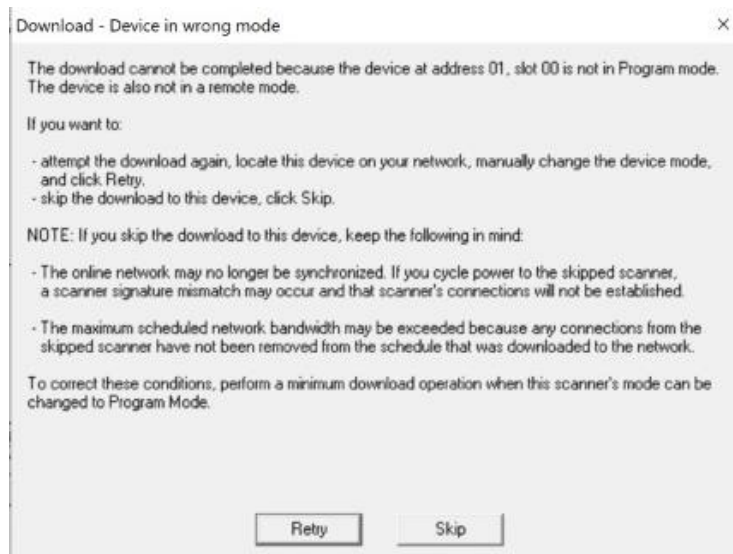 Download - Device in wrong mode
The download cannot be completed because the device at address 01, slot 00 is not in Program mode.
The device is also not in a remote mode.
If you want to:
- attempt the download again, locate this device on your network, manually change the device mode,
and click Retry.
- skip the download to this device, click Skip.
NOTE: If you skip the download to this device, keep the following in mind:
- The online network may no longer be synchronized. If you cycle power to the skipped scanner,
a scanner signature mismatch may occur and that scanner's connections will not be established.
- The maximum scheduled network bandwidth may be exceeded because any connections from the
skipped scanner have not been removed from the schedule that was downloaded to the network.
To correct these conditions, perform a minimum download operation when this scanner's mode can be
changed to Program Mode.
Retry Skip